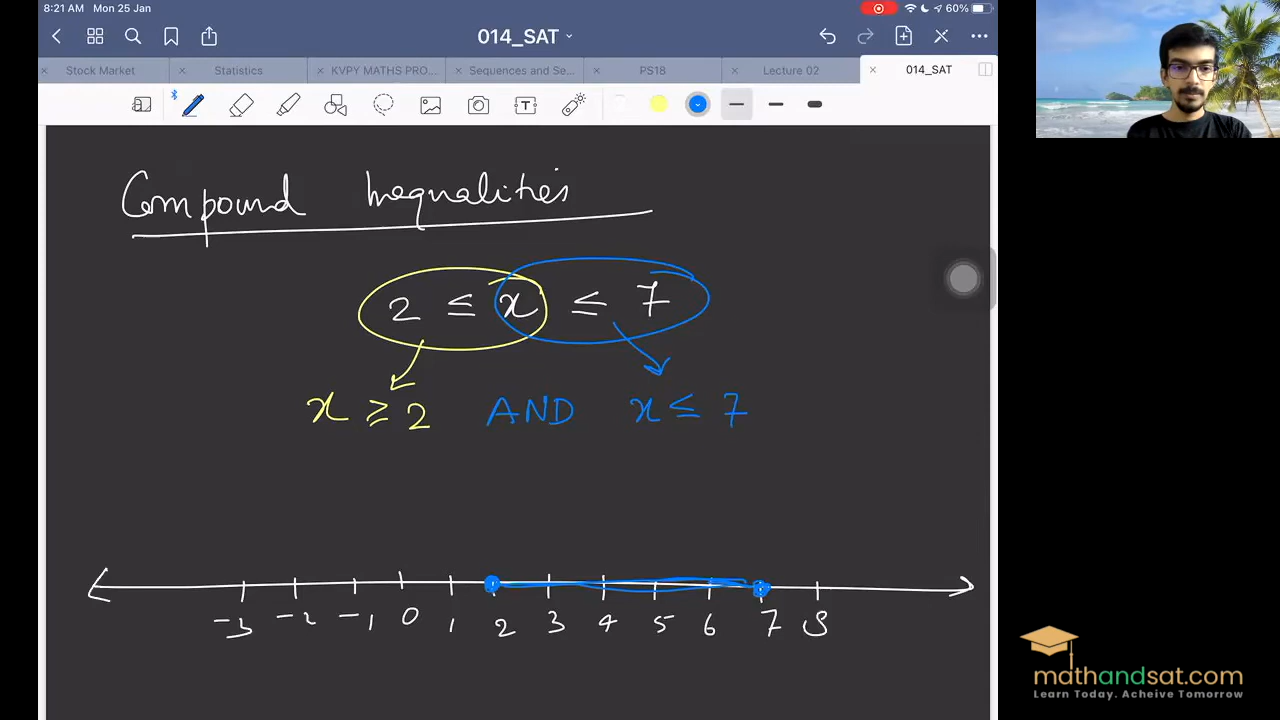 8:21 AM Mon 25 Jan
60%
014_SAT
Stock Market
Statistics
KVPY MATHS PRO...
Sequences and Se...
PS18
Lecture 02
014_SAT
T
Compound Inequalities
2 ≤ x ≤ 7
x ≥ 2 AND x ≤ 7
-3 -2 -1 0 1 2 3 4 5 6 7 8
mathandsat.com
Learn Today. Acheive Tomorrow